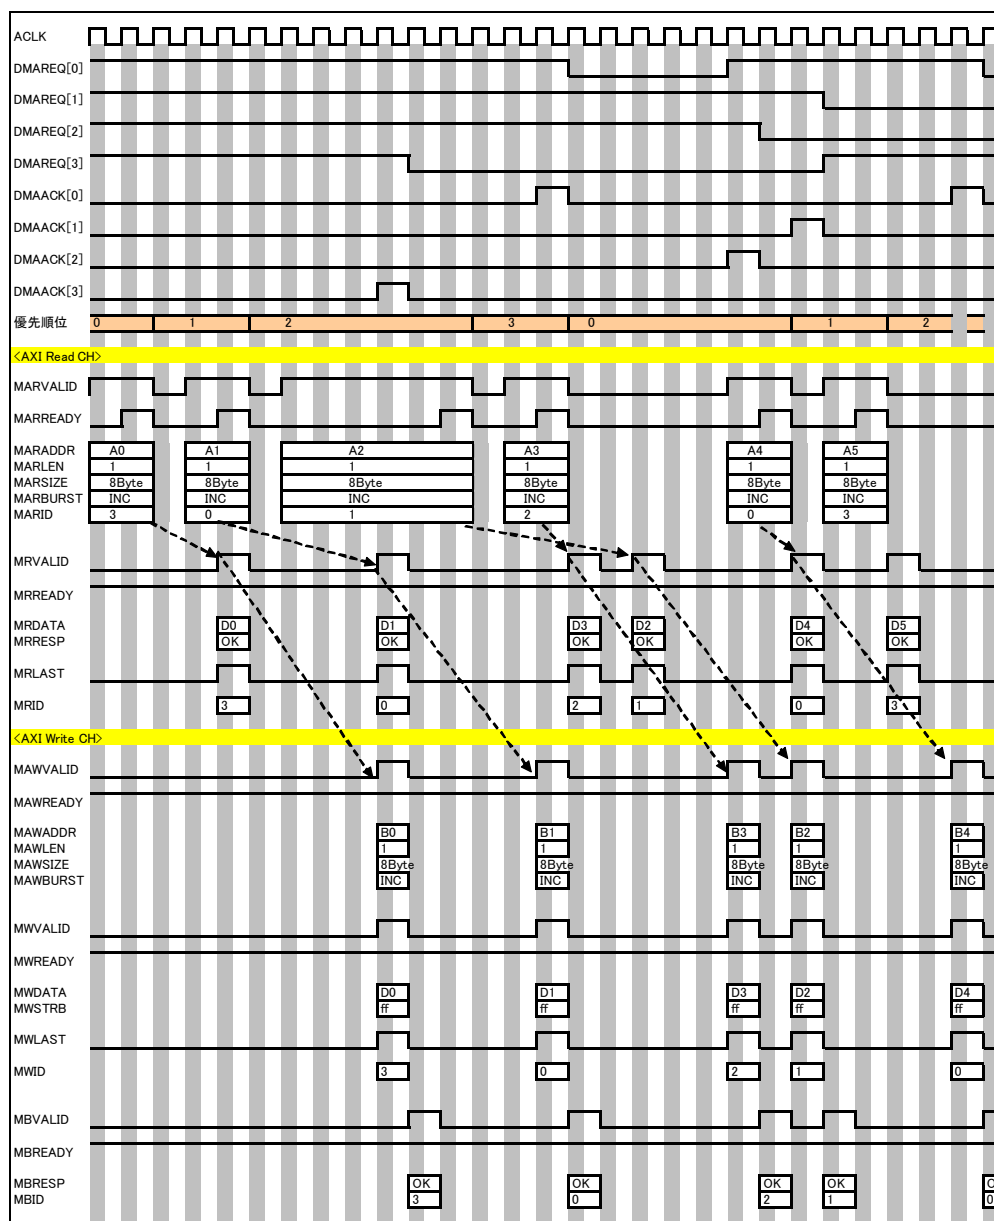 ACLK
DMAREQ[0]
DMAREQ[1]
DMAREQ[2]
DMAREQ[3]
DMAACK[0]
DMAACK[1]
DMAACK[2]
DMAACK[3]
優先順位 0 1 2 3 0 1 2
<AXI Read CH>
MARVALID
MARREADY
MARADDR A0 A1 A2 A3 A4 A5
MARLEN 1 1 1 1 1 1
MARSIZE 8Byte 8Byte 8Byte 8Byte 8Byte 8Byte
MARBURST INC INC INC INC INC INC
MARID 3 0 1 2 0 3
MRVALID
MRREADY
MRDATA D0 D1 D3 D2 D4 D5
MRRESP OK OK OK OK OK OK
MRLAST
MRID 3 0 2 1 0 3
<AXI Write CH>
MAWVALID
MAWREADY
MAWADDR B0 B1 B3 B2 B4
MAWLEN 1 1 1 1 1
MAWSIZE 8Byte 8Byte 8Byte 8Byte 8Byte
MAWBURST INC INC INC INC INC
MWVALID
MWREADY
MWDATA D0 D1 D3 D2 D4
MWSTRB ff ff ff ff ff
MWLAST
MWID 3 0 2 1 0
MBVALID
MBREADY
MBRESP OK OK OK OK
MBID 3 0 2 1 0